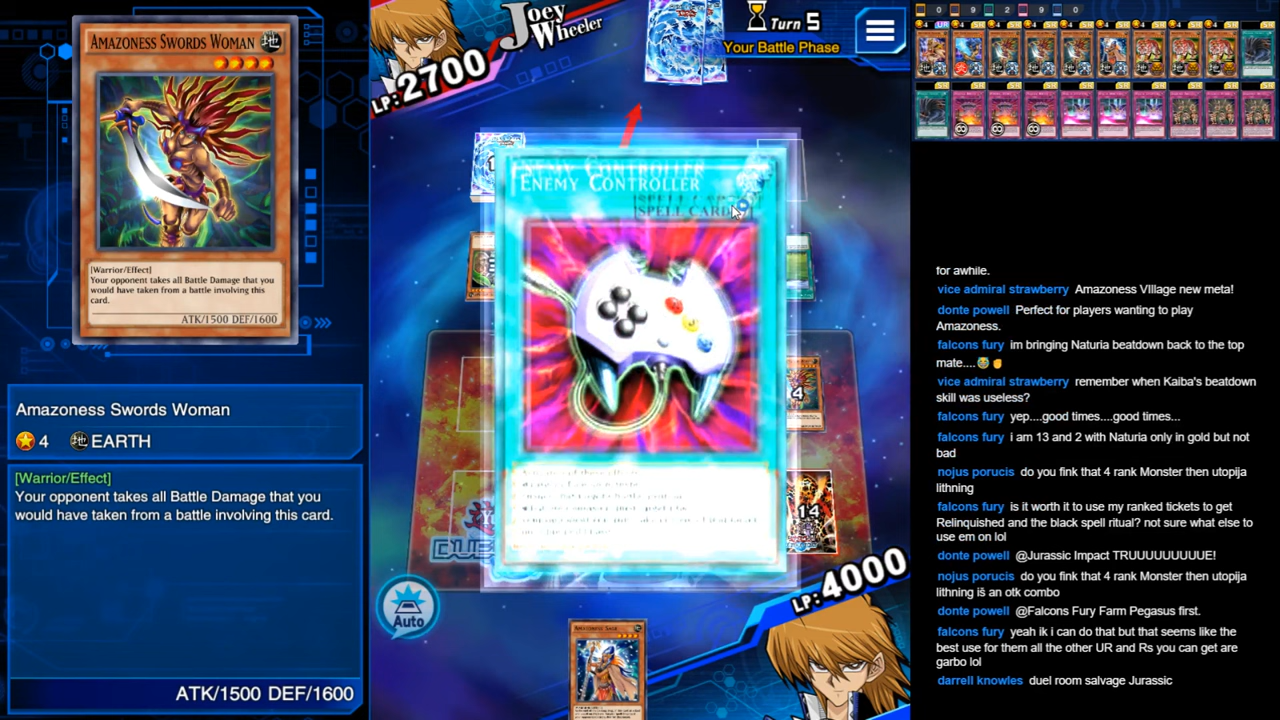 AMAZONESS SWORDS WOMAN 地
[Warrior/Effect]
Your opponent takes all Battle Damage that you
would have taken from a battle involving this
card.
ATK/1500 DEF/1600
Amazoness Swords Woman
4 地 EARTH
[Warrior/Effect]
Your opponent takes all Battle Damage that you
would have taken from a battle involving this card.
ATK/1500 DEF/1600
Joey
Wheeler
LP:2700
Turn 5
Your Battle Phase
ENEMY CONTROLLER
SPELL CARD
4
14
Auto
LP:4000
AMAZONESS SAGE
for awhile.
vice admiral strawberry Amazoness VIllage new meta!
donte powell Perfect for players wanting to play
Amazoness.
falcons fury im bringing Naturia beatdown back to the top
mate....😭✊
vice admiral strawberry remember when Kaiba's beatdown
skill was useless?
falcons fury yep....good times....good times...
falcons fury i am 13 and 2 with Naturia only in gold but not
bad
nojus porucis do you fink that 4 rank Monster then utopija
lithning
falcons fury is it worth it to use my ranked tickets to get
Relinquished and the black spell ritual? not sure what else to
use em on lol
donte powell @Jurassic Impact TRUUUUUUUUE!
nojus porucis do you fink that 4 rank Monster then utopija
lithning iš an otk combo
donte powell @Falcons Fury Farm Pegasus first.
falcons fury yeah ik i can do that but that seems like the
best use for them all the other UR and Rs you can get are
garbo lol
darrell knowles duel room salvage Jurassic
0 9 2 9 0